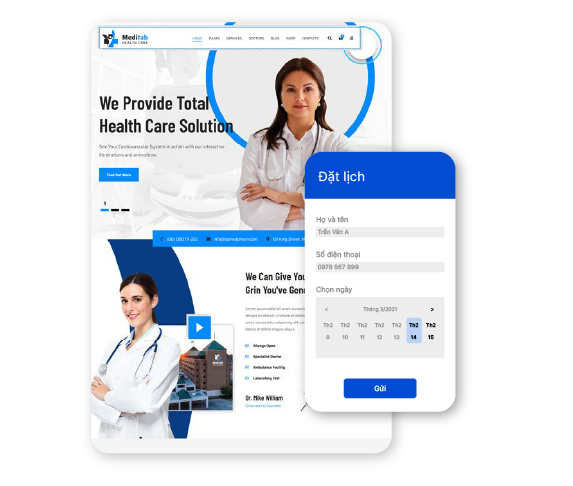 Meditab
HEALTH CARE
HOME PAGES SERVICES DOCTORS BLOG SHOP CONTACTS
We Provide Total
Health Care Solution
See Your Cardiovascular System in action with our interactive
illustrations and animations.
Find Out More
1
We Can Give You
Grin You've
Always Open
Specialist Doctor
Ambulance Facility
Laboratory Test
Dr. Mike William
Đặt lịch
Họ và tên
Trần Văn A
Số điện thoại
0976 667 899
Chọn ngày
< Tháng 3/2021 >
Th2 Th2 Th2 Th2 Th2 Th2 Th2
9 10 11 12 13 14 15
Gửi